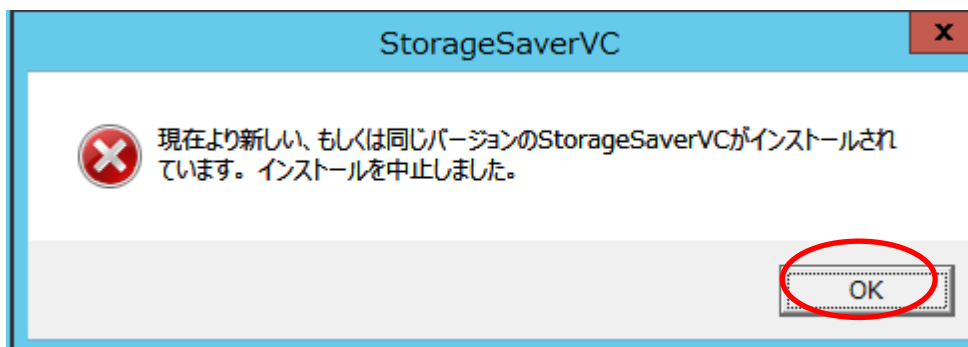 StorageSaverVC
x
現在より新しい、もしくは同じバージョンのStorageSaverVCがインストールされ
ています。インストールを中止しました。
OK